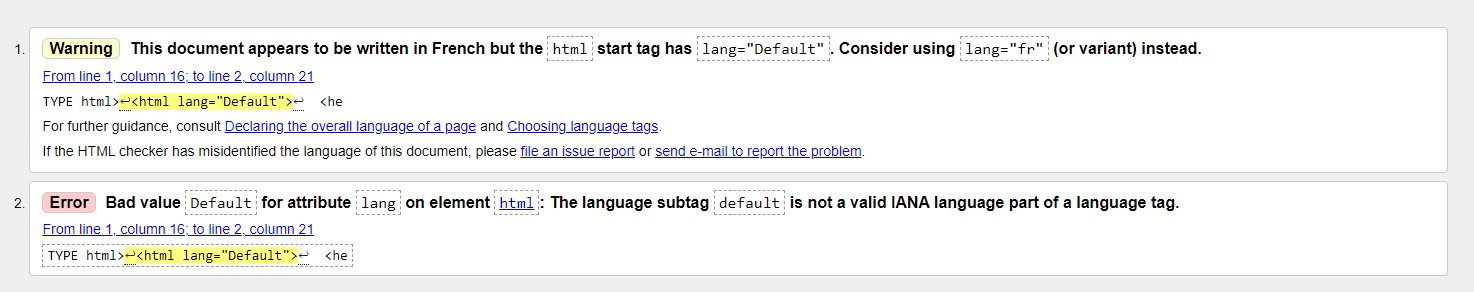 1. Warning This document appears to be written in French but the html start tag has lang="Default". Consider using lang="fr" (or variant) instead.
From line 1, column 16; to line 2, column 21
TYPE html>↩<html lang="Default">↩  <he
For further guidance, consult Declaring the overall language of a page and Choosing language tags.
If the HTML checker has misidentified the language of this document, please file an issue report or send e-mail to report the problem.
2. Error Bad value Default for attribute lang on element html: The language subtag default is not a valid IANA language part of a language tag.
From line 1, column 16; to line 2, column 21
TYPE html>↩<html lang="Default">↩  <he